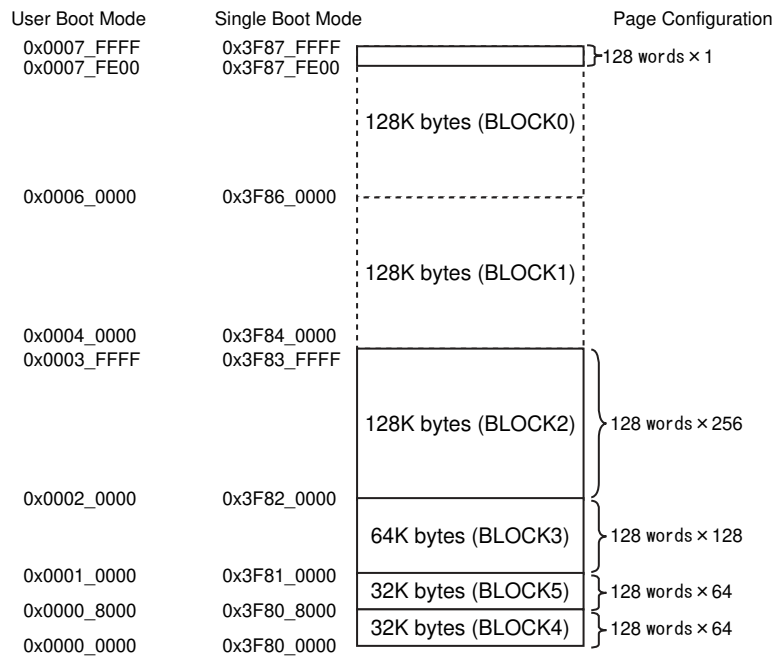 User Boot Mode Single Boot Mode Page Configuration
0x0007_FFFF 0x3F87_FFFF
0x0007_FE00 0x3F87_FE00 128 words×1
128K bytes (BLOCK0)
0x0006_0000 0x3F86_0000
128K bytes (BLOCK1)
0x0004_0000 0x3F84_0000
0x0003_FFFF 0x3F83_FFFF
128K bytes (BLOCK2) 128 words×256
0x0002_0000 0x3F82_0000
64K bytes (BLOCK3) 128 words×128
0x0001_0000 0x3F81_0000
32K bytes (BLOCK5) 128 words×64
0x0000_8000 0x3F80_8000
32K bytes (BLOCK4) 128 words×64
0x0000_0000 0x3F80_0000